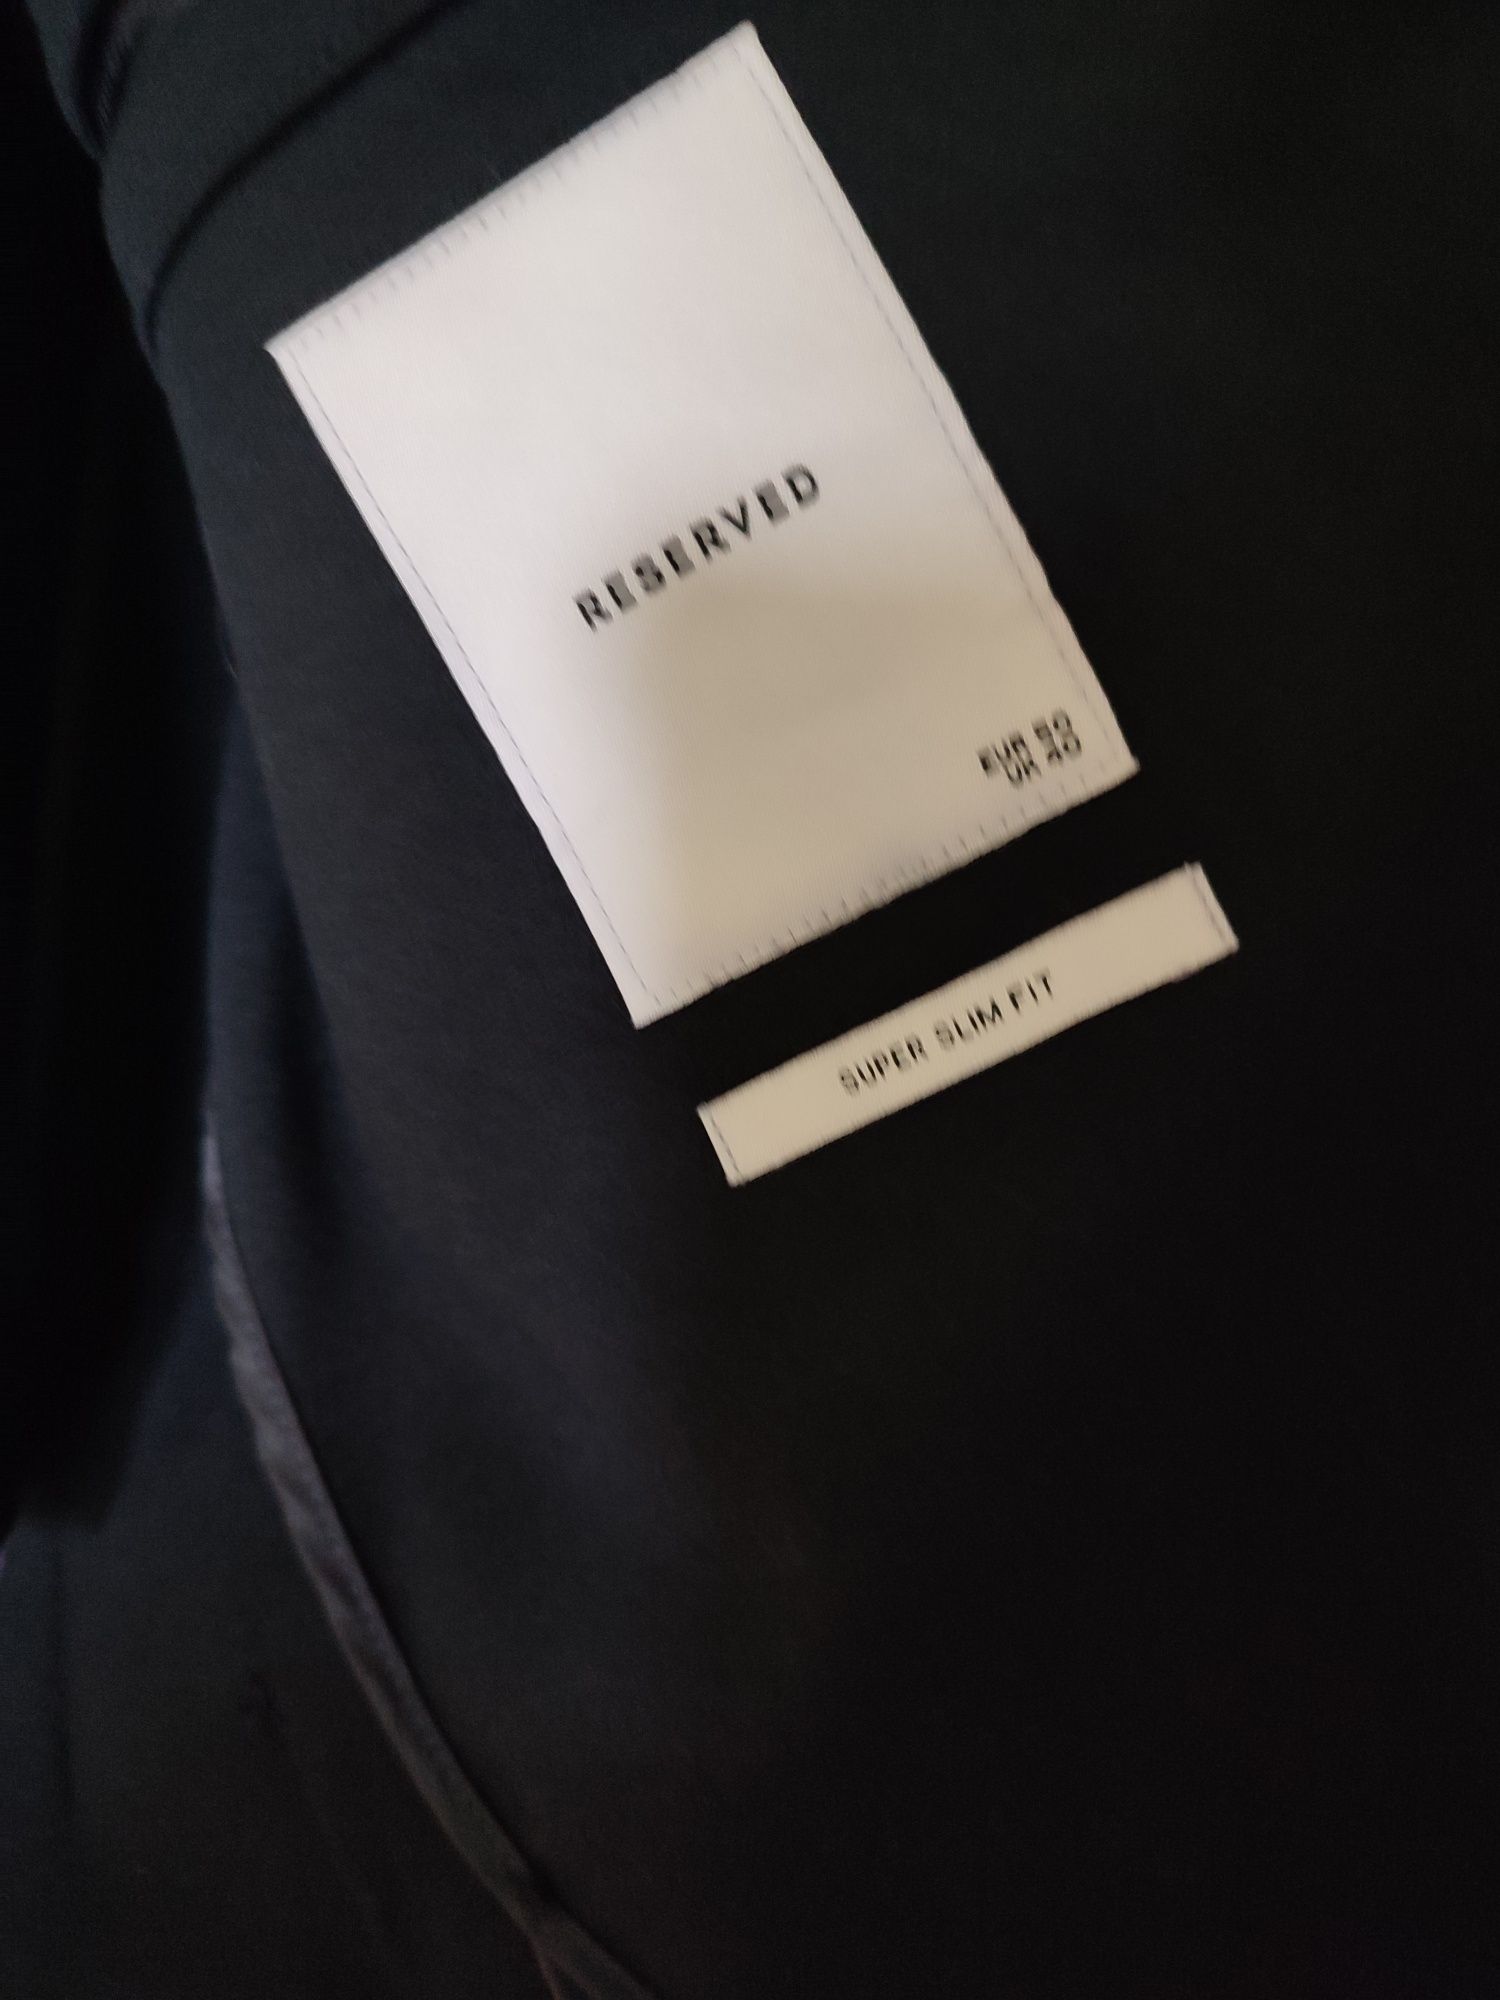 RESERVED
EUR 50
UK 40
SUPER SLIM FIT